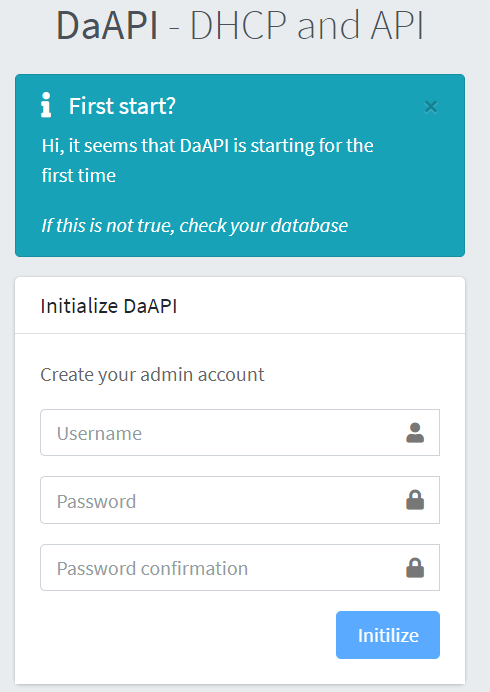 DaAPI - DHCP and API
First start?
×
Hi, it seems that DaAPI is starting for the
first time
If this is not true, check your database
Initialize DaAPI
Create your admin account
Username
Password
Password confirmation
Initilize